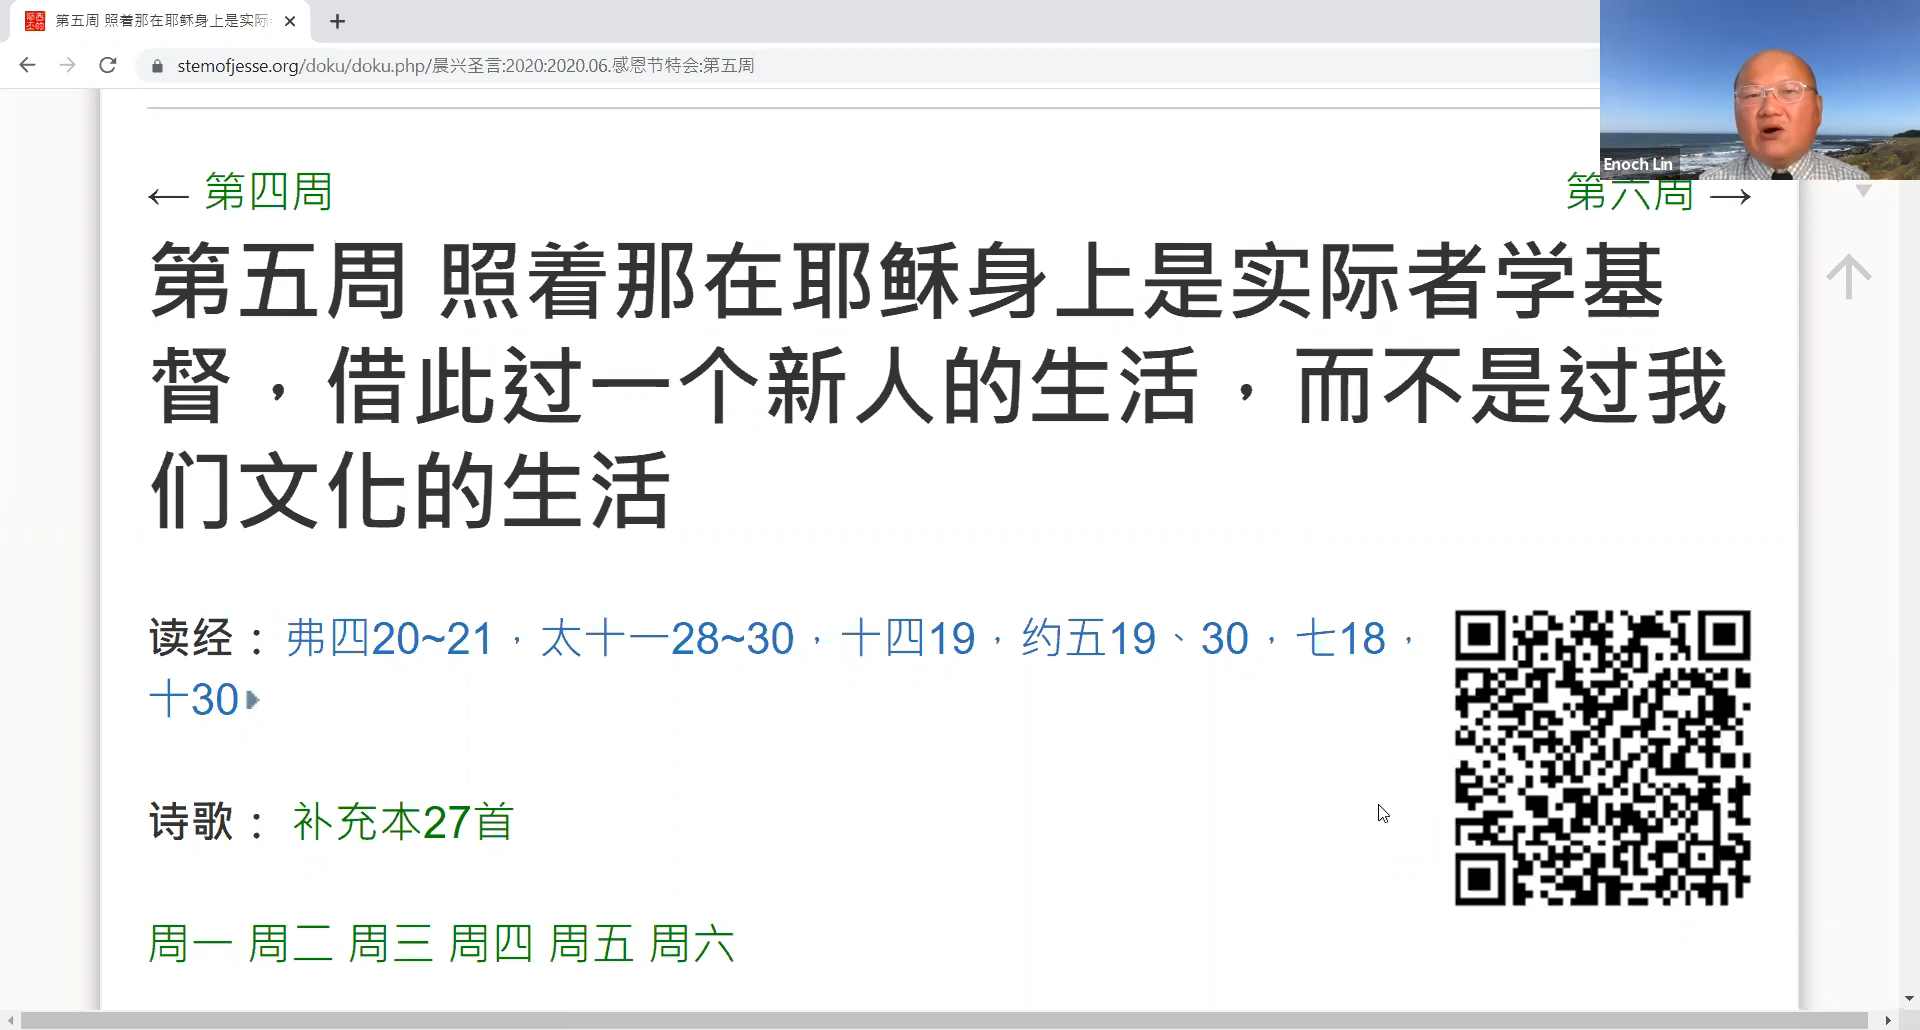 第五周 照着那在耶稣身上是实际
stemofjesse.org/doku/doku.php/晨兴圣言:2020:2020.06.感恩节特会:第五周
Enoch Lin
← 第四周
第六周 →
第五周 照着那在耶稣身上是实际者学基
督，借此过一个新人的生活，而不是过我
们文化的生活
读经： 弗四20~21，太十一28~30，十四19，约五19、30，七18，
十30
诗歌： 补充本27首
周一 周二 周三 周四 周五 周六